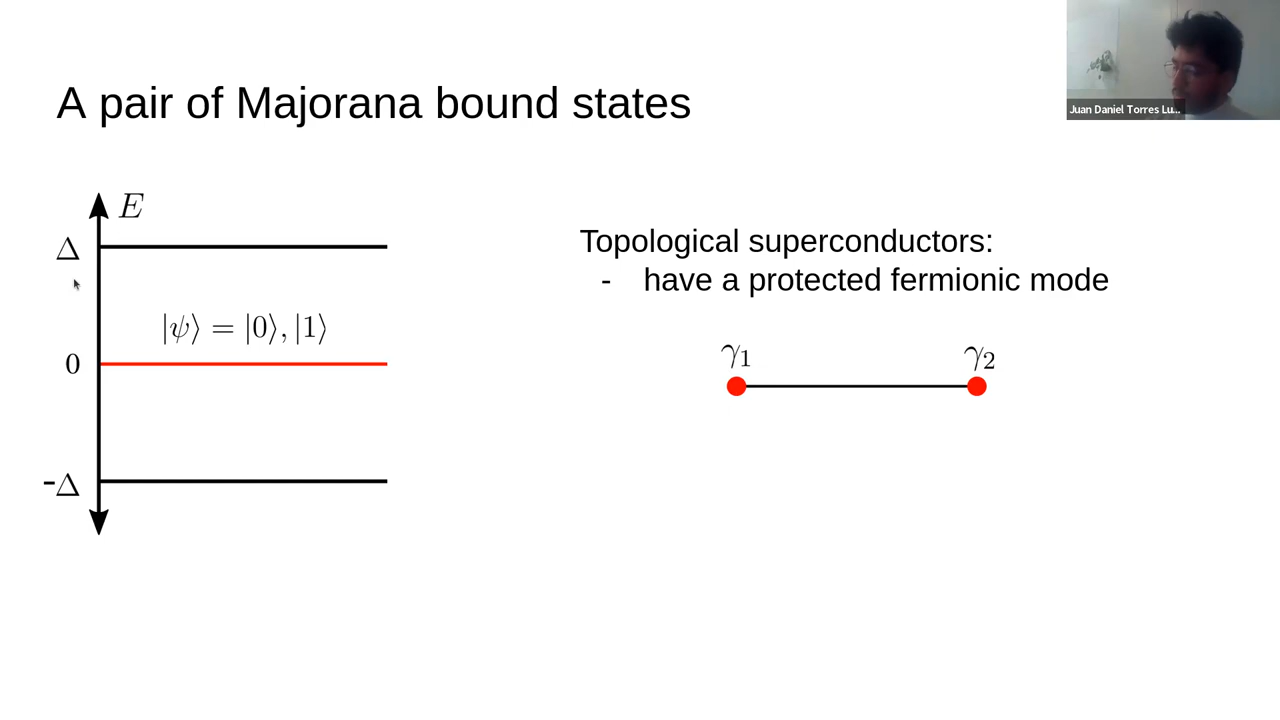 A pair of Majorana bound states
Juan Daniel Torres Lu...
E
Δ
|ψ⟩ = |0⟩, |1⟩
0
-Δ
Topological superconductors:
- have a protected fermionic mode
γ₁ γ₂